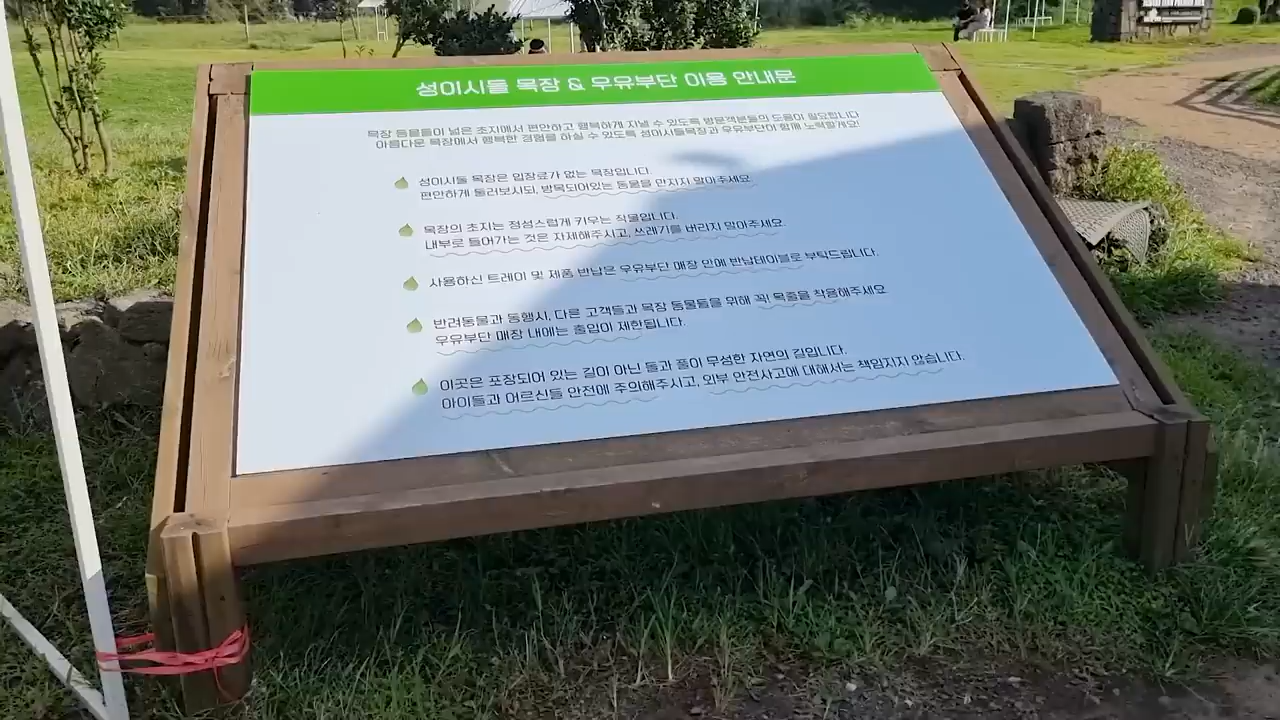 성이시돌 목장 & 우유부단 이용 안내문
목장 동물들이 넓은 초지에서 편안하고 행복하게 지낼 수 있도록 방문객분들의 도움이 필요합니다
아름다운 목장에서 행복한 경험을 하실 수 있도록 성이시돌목장과 우유부단이 함께 노력할게요!
성이시돌 목장은 입장료가 없는 목장입니다.
편안하게 둘러보시되, 방목되어있는 동물을 만지지 말아주세요.
목장의 초지는 정성스럽게 키우는 작물입니다.
내부로 들어가는 것은 자제해주시고, 쓰레기를 버리지 말아주세요.
사용하신 트레이 및 제품 반납은 우유부단 매장 안에 반납테이블로 부탁드립니다.
반려동물과 동행시, 다른 고객들과 목장 동물들을 위해 꼭! 목줄을 착용해주세요
우유부단 매장 내에는 출입이 제한됩니다.
이곳은 포장되어 있는 길이 아닌 돌과 풀이 무성한 자연의 길입니다.
아이들과 어르신들 안전에 주의해주시고, 외부 안전사고에 대해서는 책임지지 않습니다.